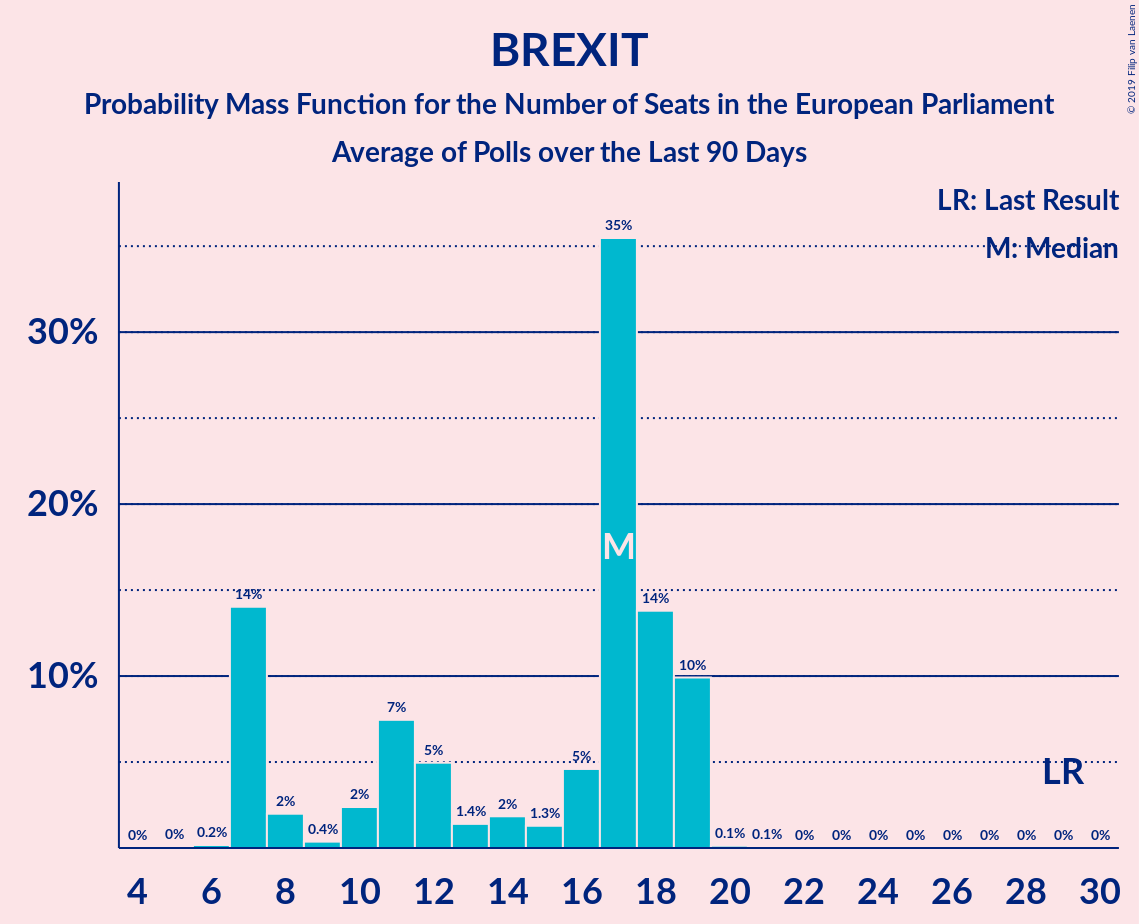 © 2019 Filip van Laenen
BREXIT
Probability Mass Function for the Number of Seats in the European Parliament
Average of Polls over the Last 90 Days
LR: Last Result
M: Median
30%
20%
10%
0% 0% 0.2% 14% 2% 0.4% 2% 7% 5% 1.4% 2% 1.3% 5% 35% 14% 10% 0.1% 0.1% 0% 0% 0% 0% 0% 0% 0% 0% 0%
M
LR
4 6 8 10 12 14 16 18 20 22 24 26 28 30